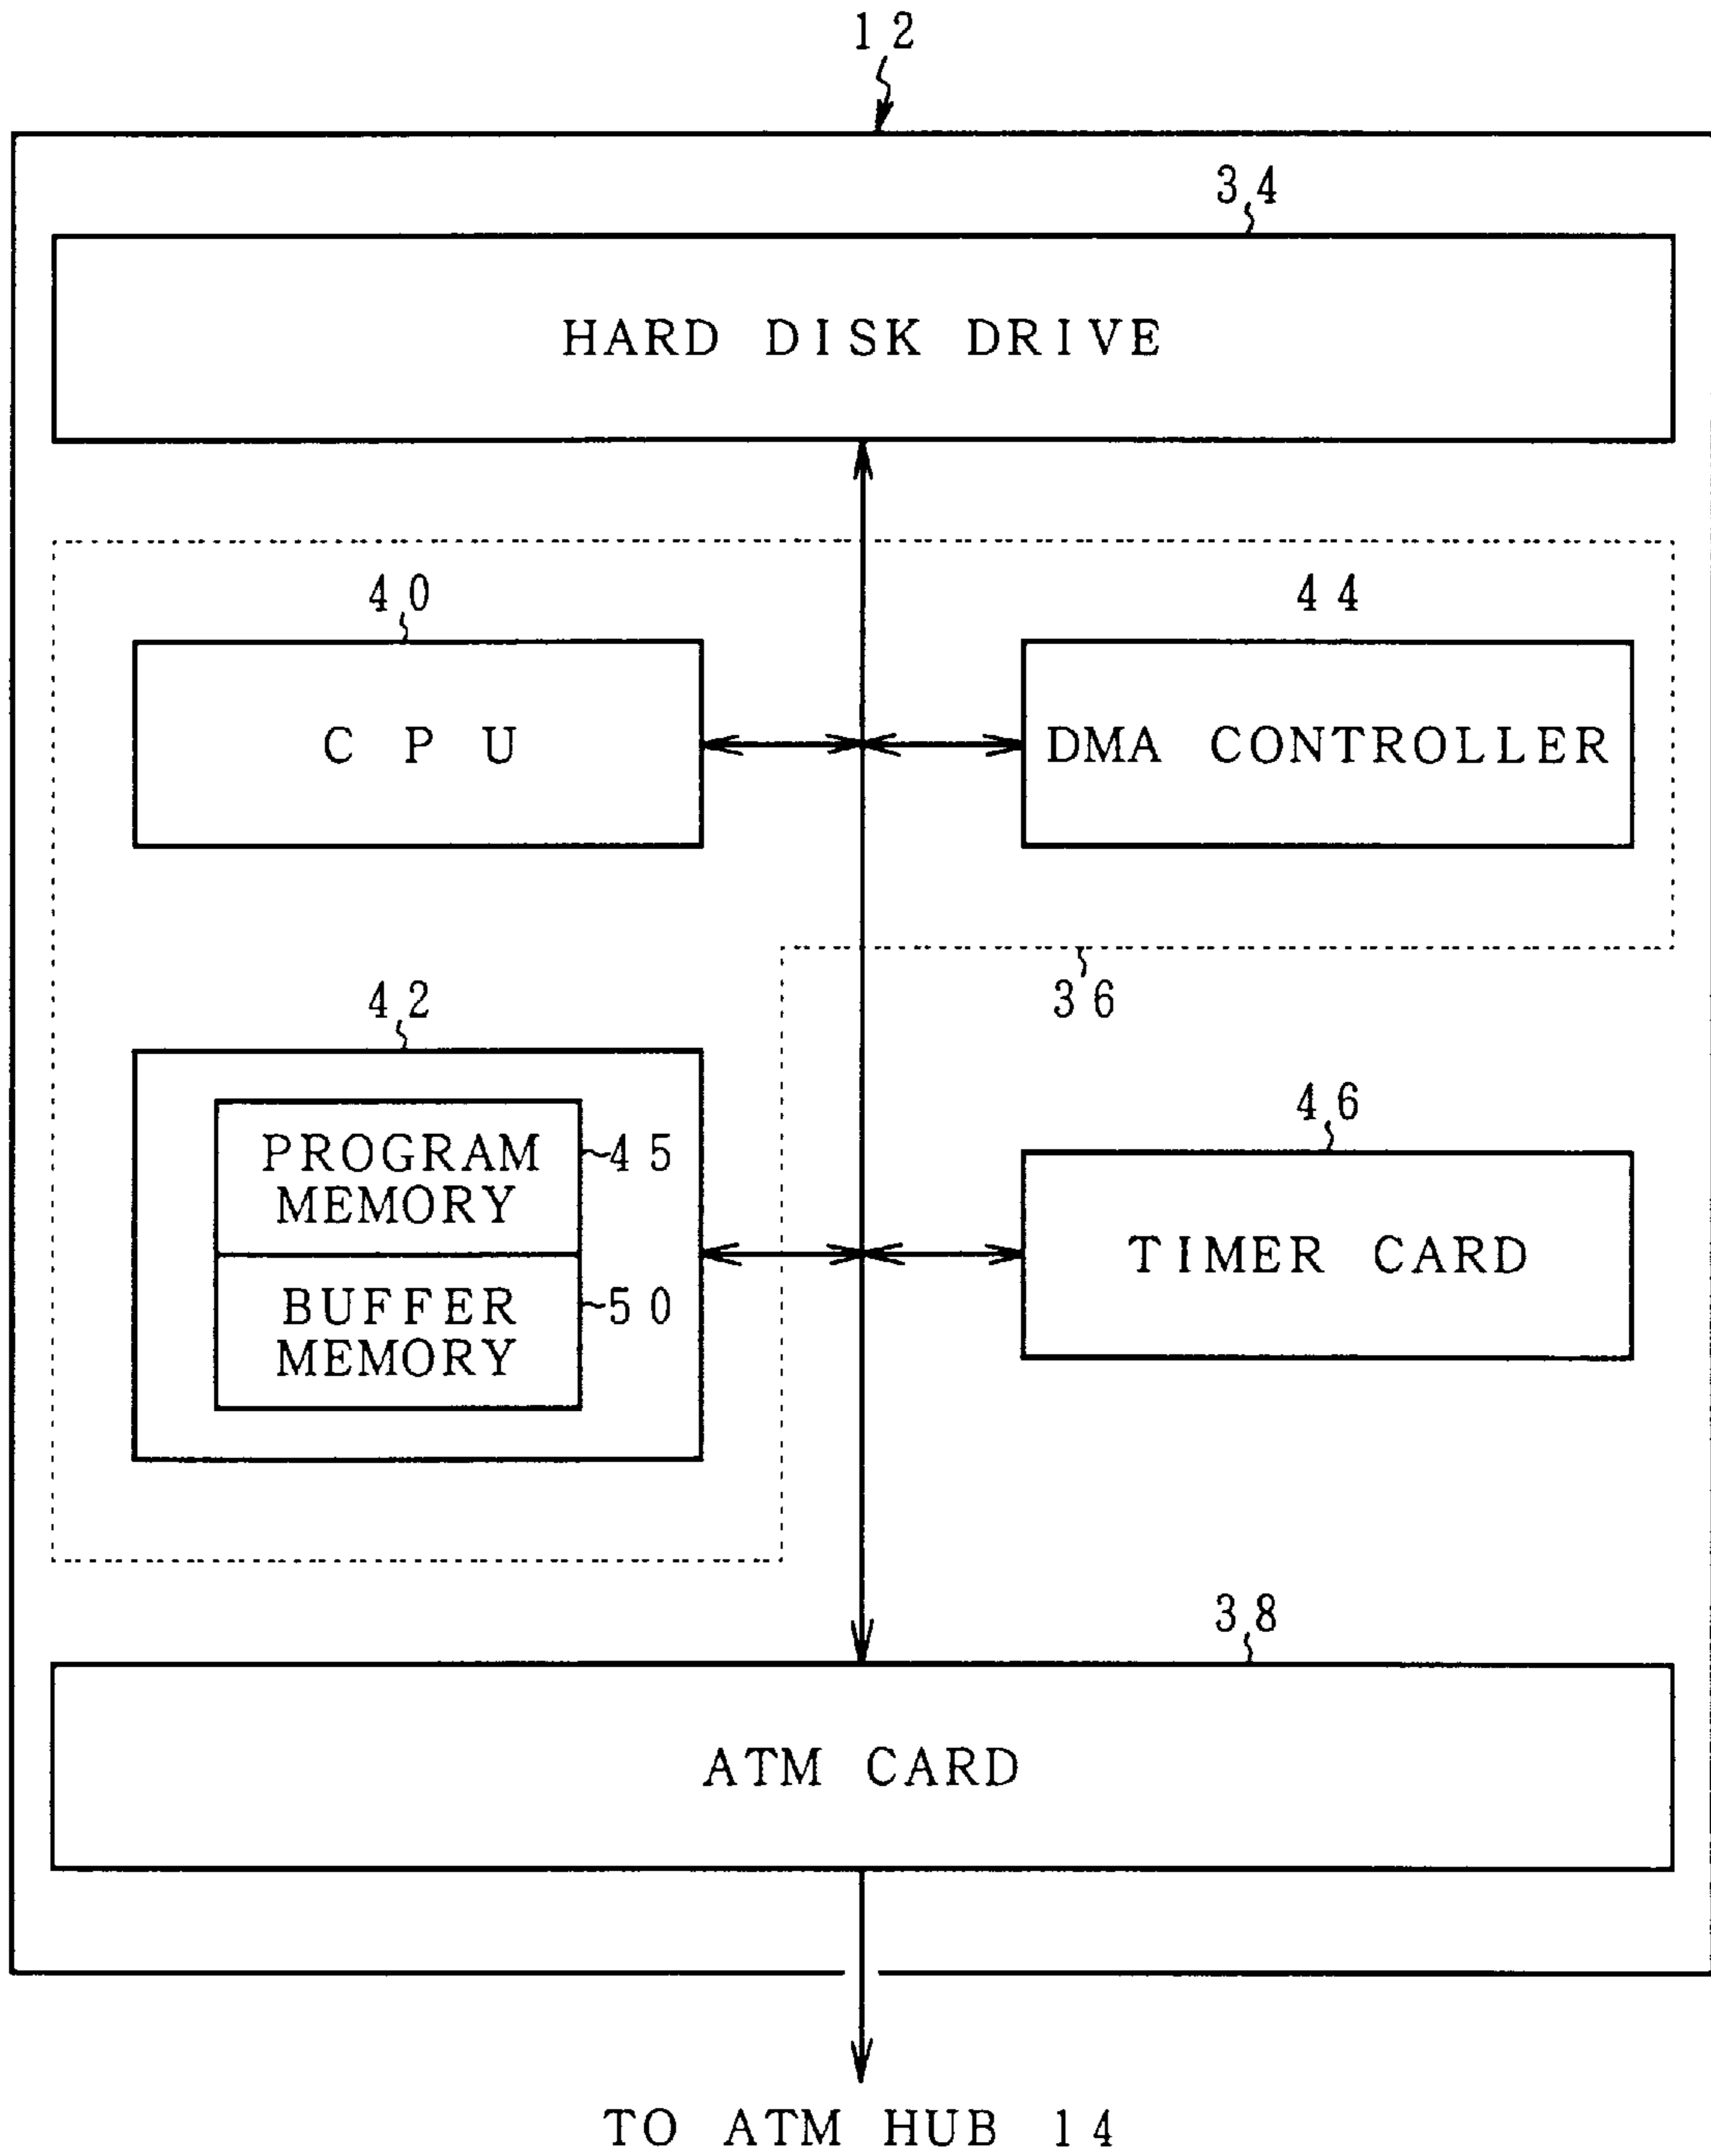 12
34
HARD DISK DRIVE
40
44
CPU
DMA CONTROLLER
36
42
46
PROGRAM
MEMORY
45
TIMER CARD
BUFFER
MEMORY
50
38
ATM CARD
TO ATM HUB 14